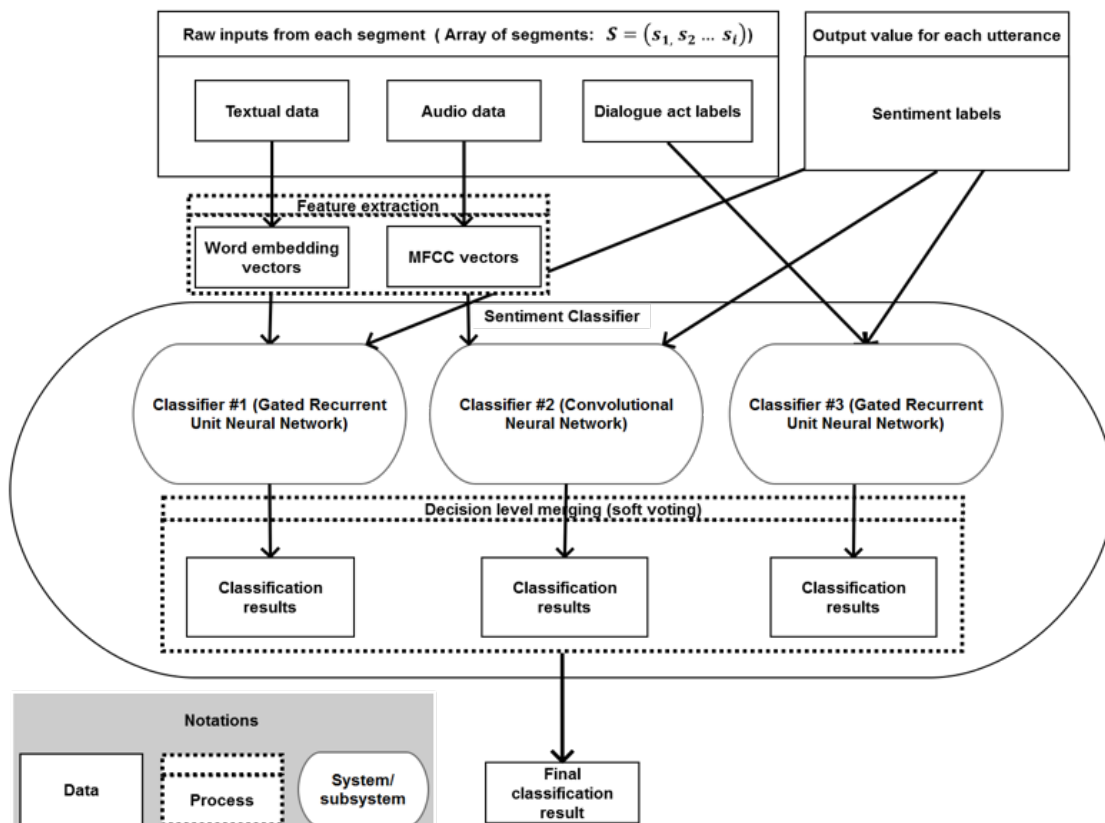 Raw inputs from each segment ( Array of segments: S = (s₁, s₂ ... sᵢ))
Output value for each utterance
Textual data
Audio data
Dialogue act labels
Sentiment labels
Feature extraction
Word embedding
vectors
MFCC vectors
Sentiment Classifier
Classifier #1 (Gated Recurrent
Unit Neural Network)
Classifier #2 (Convolutional
Neural Network)
Classifier #3 (Gated Recurrent
Unit Neural Network)
Decision level merging (soft voting)
Classification
results
Classification
results
Classification
results
Notations
Data
Process
System/
subsystem
Final
classification
result